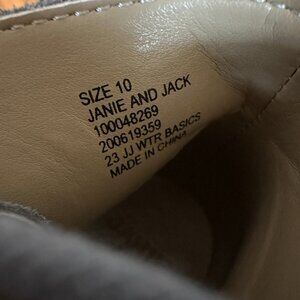 SIZE 10
JANIE AND JACK
100048269
200619359
23 JJ WTR BASICS
MADE IN CHINA